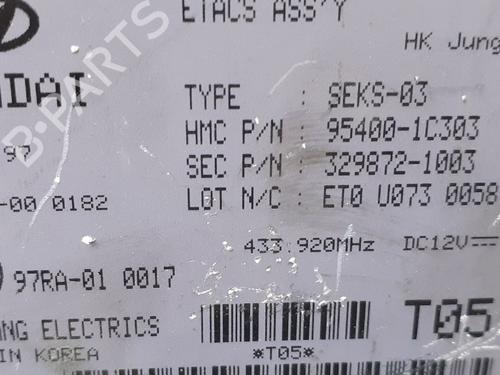 ETACS ASS'Y
HK Jung
DAI
TYPE : SEKS-03
HMC P/N : 95400-1C303
97
SEC P/N : 329872-1003
-00 0182
LOT N/C : ET0 U073 0058
433.920MHz DC12V
97RA-01 0017
NG ELECTRICS
IN KOREA
*T05*
T05
B-PARTS